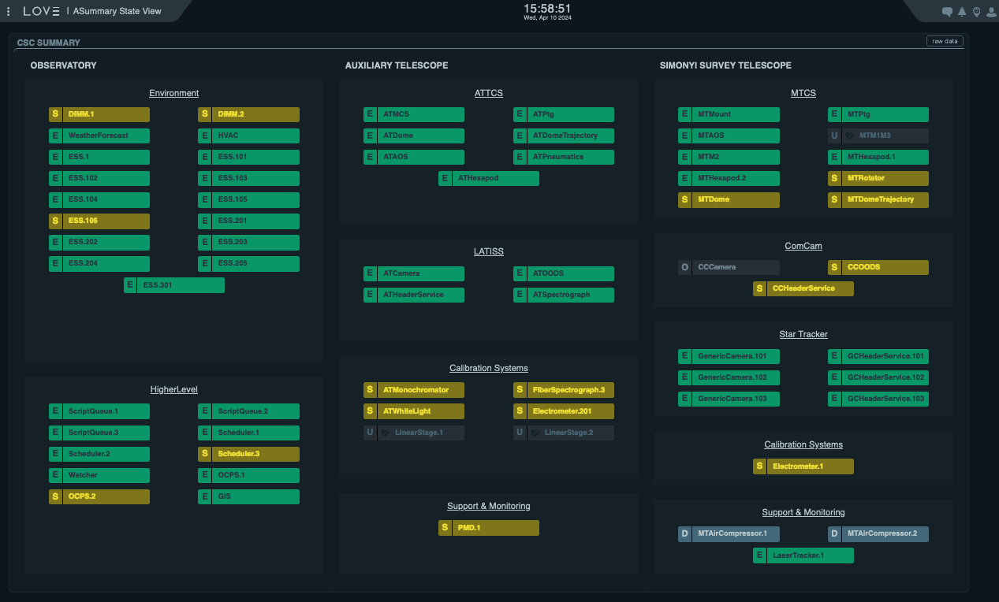 LOVE | ASummary State View
15:58:51
Wed, Apr 10 2024
CSC SUMMARY
raw data
OBSERVATORY
Environment
S DIMM.1
S DIMM.2
E WeatherForecast
E HVAC
E ESS.1
E ESS.101
E ESS.102
E ESS.103
E ESS.104
E ESS.105
S ESS.106
E ESS.201
E ESS.202
E ESS.203
E ESS.204
E ESS.205
E ESS.301
HigherLevel
E ScriptQueue.1
E ScriptQueue.2
E ScriptQueue.3
E Scheduler.1
E Scheduler.2
S Scheduler.3
E Watcher
E OCPS.1
S OCPS.2
E GIS
AUXILIARY TELESCOPE
ATTCS
E ATMCS
E ATPtg
E ATDome
E ATDomeTrajectory
E ATAOS
E ATPneumatics
E ATHexapod
LATISS
E ATCamera
E ATOODS
E ATHeaderService
E ATSpectrograph
Calibration Systems
S ATMonochromator
S FiberSpectrograph.3
S ATWhiteLight
S Electrometer.201
U LinearStage.1
U LinearStage.2
Support & Monitoring
S PMD.1
SIMONYI SURVEY TELESCOPE
MTCS
E MTMount
E MTPtg
E MTAOS
U MTM1M3
E MTM2
E MTHexapod.1
E MTHexapod.2
S MTRotator
S MTDome
S MTDomeTrajectory
ComCam
O CCCamera
S CCOODS
S CCHeaderService
Star Tracker
E GenericCamera.101
E GCHeaderService.101
E GenericCamera.102
E GCHeaderService.102
E GenericCamera.103
E GCHeaderService.103
Calibration Systems
S Electrometer.1
Support & Monitoring
D MTAirCompressor.1
D MTAirCompressor.2
E LaserTracker.1